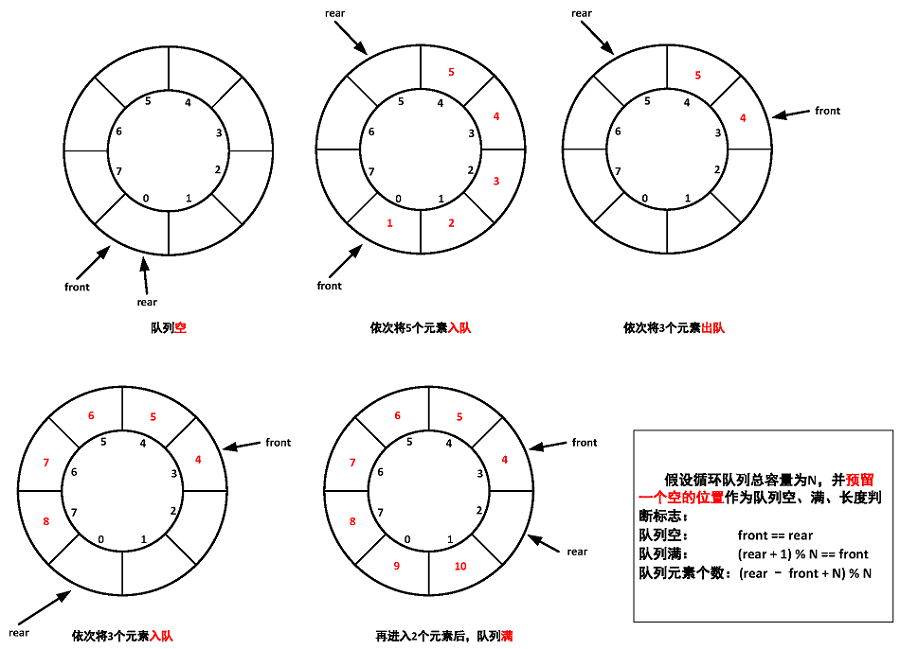 5
4
6
3
7
2
0
1
front
rear
队列空
rear
5
5
4
4
6
3
7
2
3
0
1
1
2
front
依次将5个元素入队
rear
5
5
4
4
front
6
3
7
2
0
1
依次将3个元素出队
6
5
5
4
front
7
4
6
3
8
7
2
0
1
rear
依次将3个元素入队
6
5
5
4
front
7
4
6
3
8
7
2
0
1
rear
9
10
再进入2个元素后，队列满
假设循环队列总容量为N，并预留
一个空的位置作为队列空、满、长度判
断标志：
队列空： front == rear
队列满： (rear + 1) % N == front
队列元素个数：(rear － front + N) % N